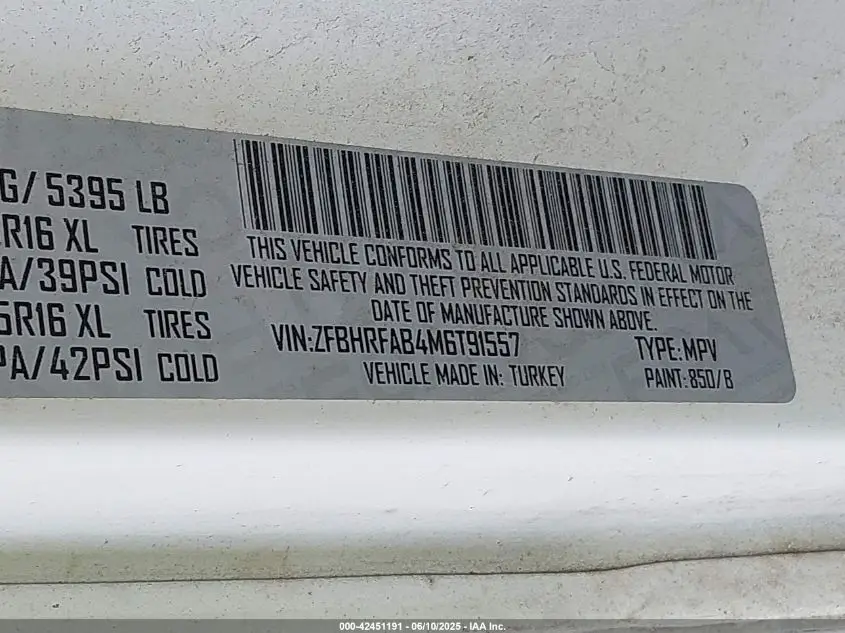 G/ 5395 LB
R16 XL TIRES
A/39PSI COLD
5R16 XL TIRES
PA/42PSI COLD
THIS VEHICLE CONFORMS TO ALL APPLICABLE U.S. FEDERAL MOTOR
VEHICLE SAFETY AND THEFT PREVENTION STANDARDS IN EFFECT ON THE
DATE OF MANUFACTURE SHOWN ABOVE.
VIN:ZFBHRFAB4M6T91557 TYPE:MPV
VEHICLE MADE IN: TURKEY PAINT:850/B
000-42451191 - 06/10/2025 - IAA Inc.